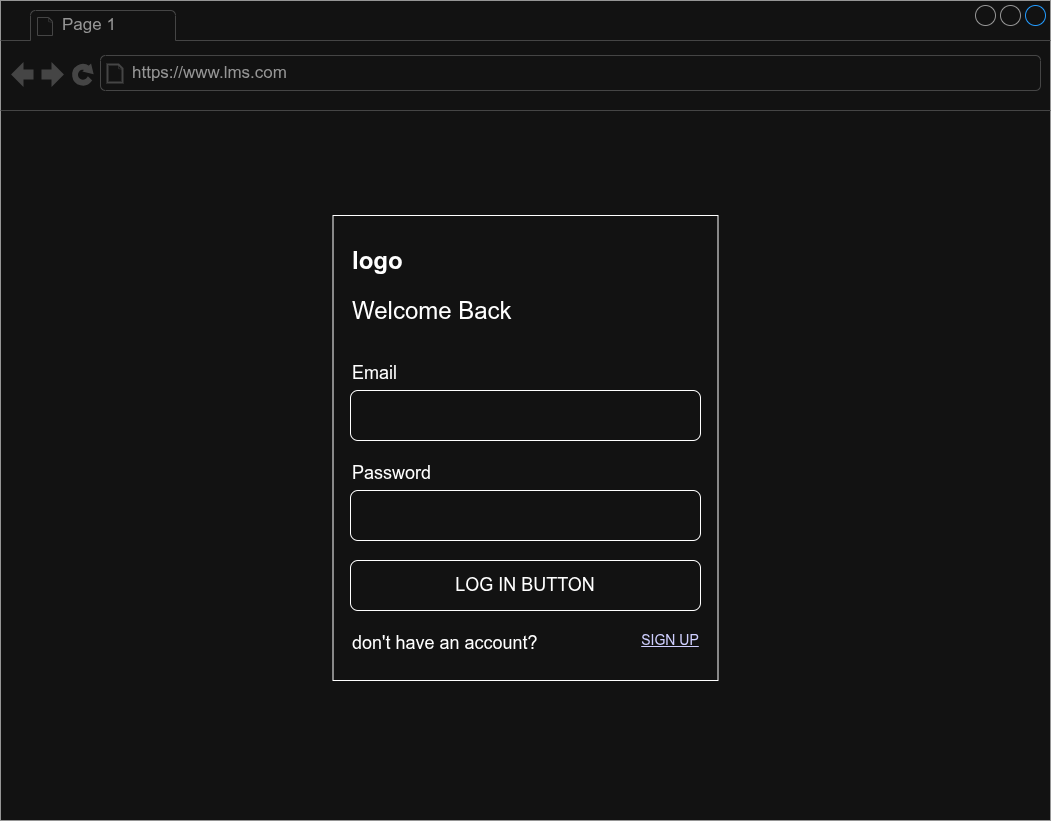 Page 1
https://www.lms.com
logo
Welcome Back
Email
Password
LOG IN BUTTON
don't have an account? SIGN UP